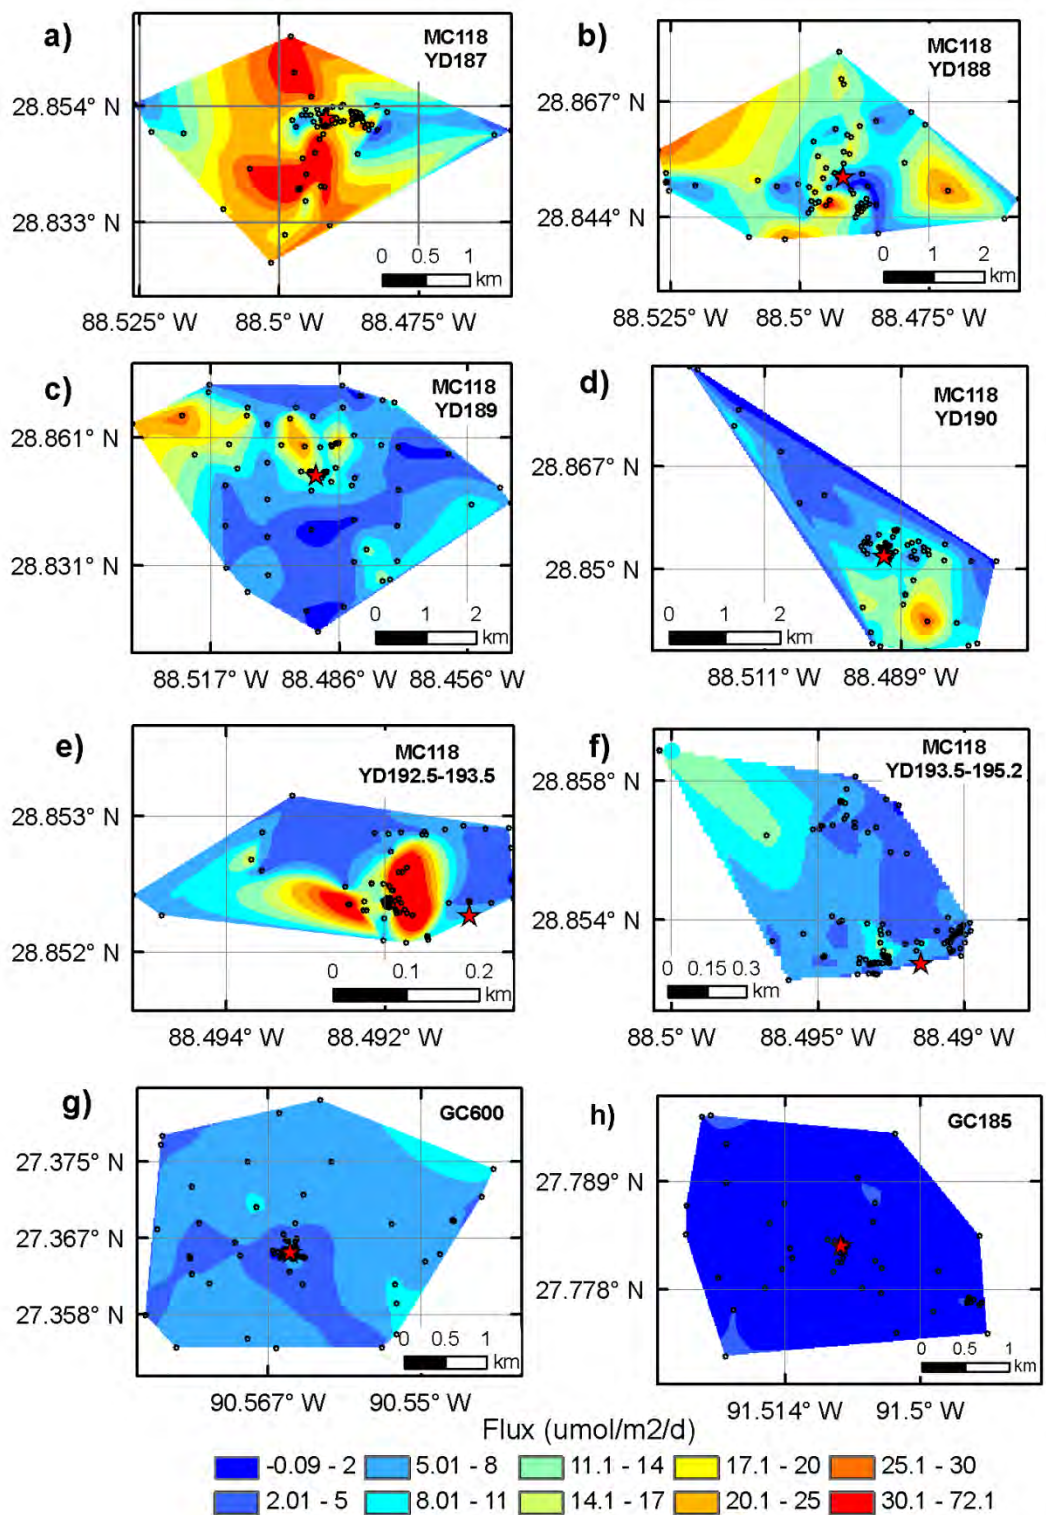 a)
MC118
YD187
28.854° N
28.833° N
0 0.5 1
km
88.525° W 88.5° W 88.475° W
b)
MC118
YD188
28.867° N
28.844° N
0 1 2
km
88.525° W 88.5° W 88.475° W
c)
MC118
YD189
28.861° N
28.831° N
0 1 2
km
88.517° W 88.486° W 88.456° W
d)
MC118
YD190
28.867° N
28.85° N
0 1 2
km
88.511° W 88.489° W
e)
MC118
YD192.5-193.5
28.853° N
28.852° N
0 0.1 0.2
km
88.494° W 88.492° W
f)
MC118
YD193.5-195.2
28.858° N
28.854° N
0 0.15 0.3
km
88.5° W 88.495° W 88.49° W
g)
GC600
27.375° N
27.367° N
27.358° N
0 0.5 1
km
90.567° W 90.55° W
h)
GC185
27.789° N
27.778° N
0 0.5 1
km
91.514° W 91.5° W
Flux (umol/m2/d)
-0.09 - 2 5.01 - 8 11.1 - 14 17.1 - 20 25.1 - 30
2.01 - 5 8.01 - 11 14.1 - 17 20.1 - 25 30.1 - 72.1